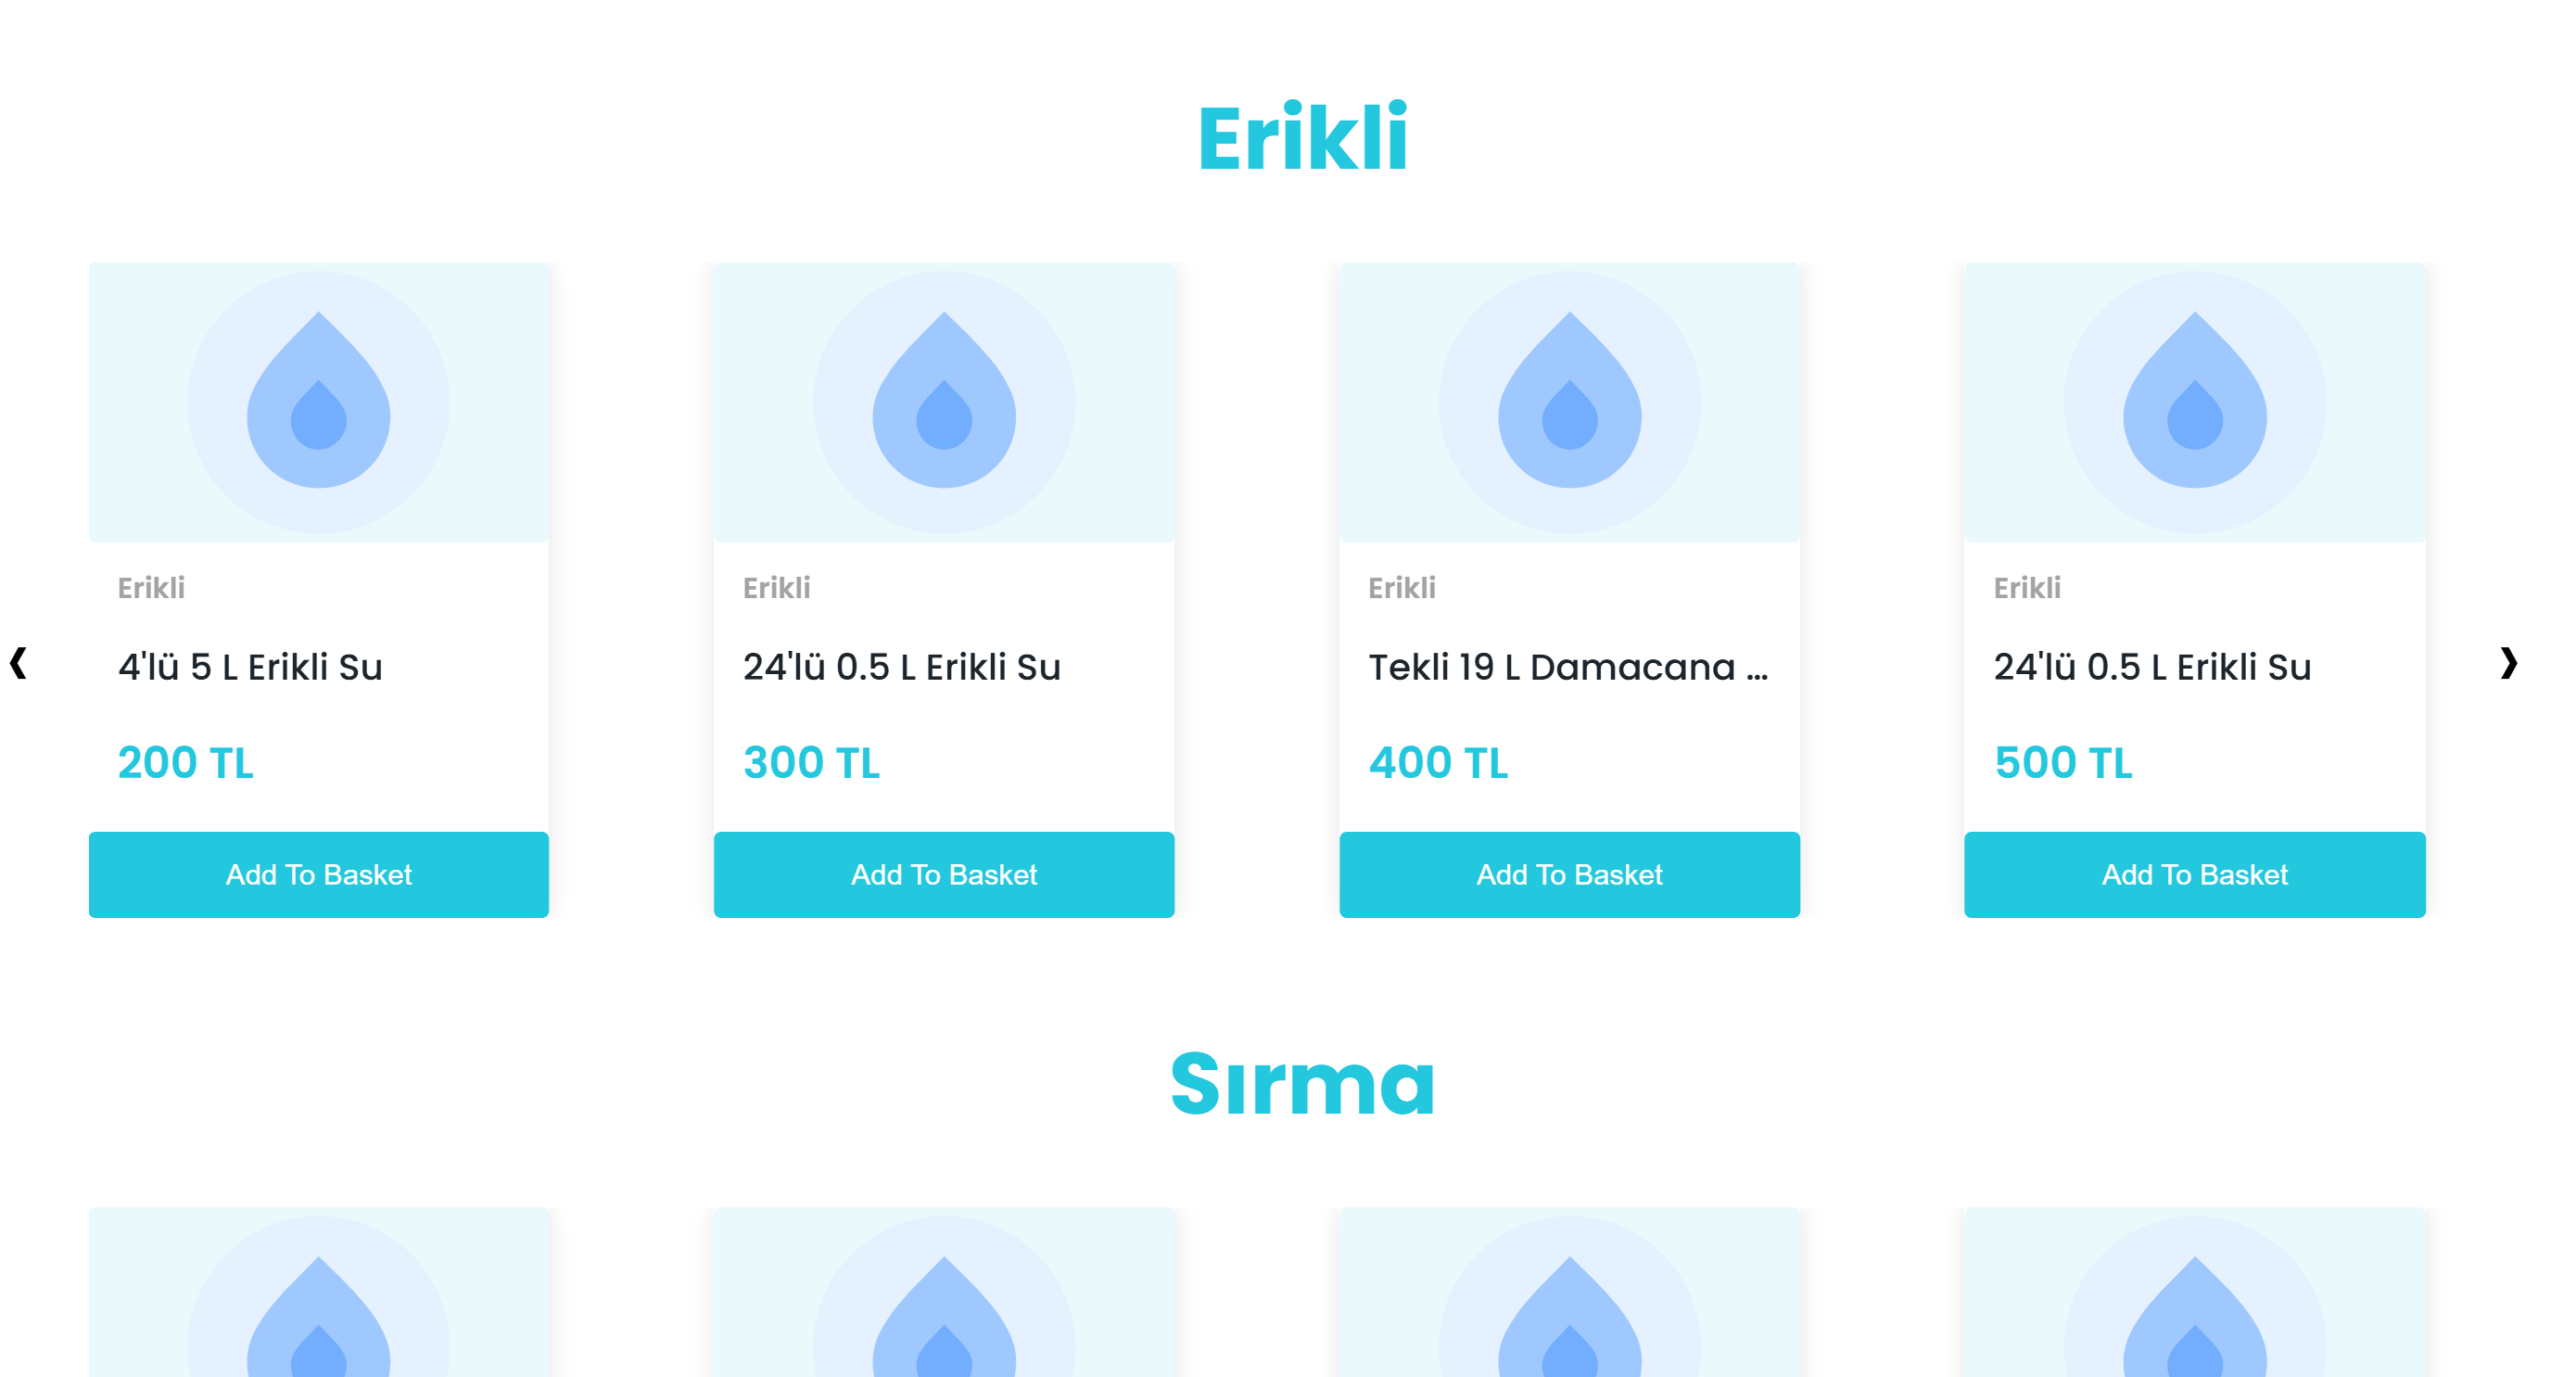 Erikli
Erikli
4'lü 5 L Erikli Su
200 TL
Add To Basket
Erikli
24'lü 0.5 L Erikli Su
300 TL
Add To Basket
Erikli
Tekli 19 L Damacana ...
400 TL
Add To Basket
Erikli
24'lü 0.5 L Erikli Su
500 TL
Add To Basket
Sırma